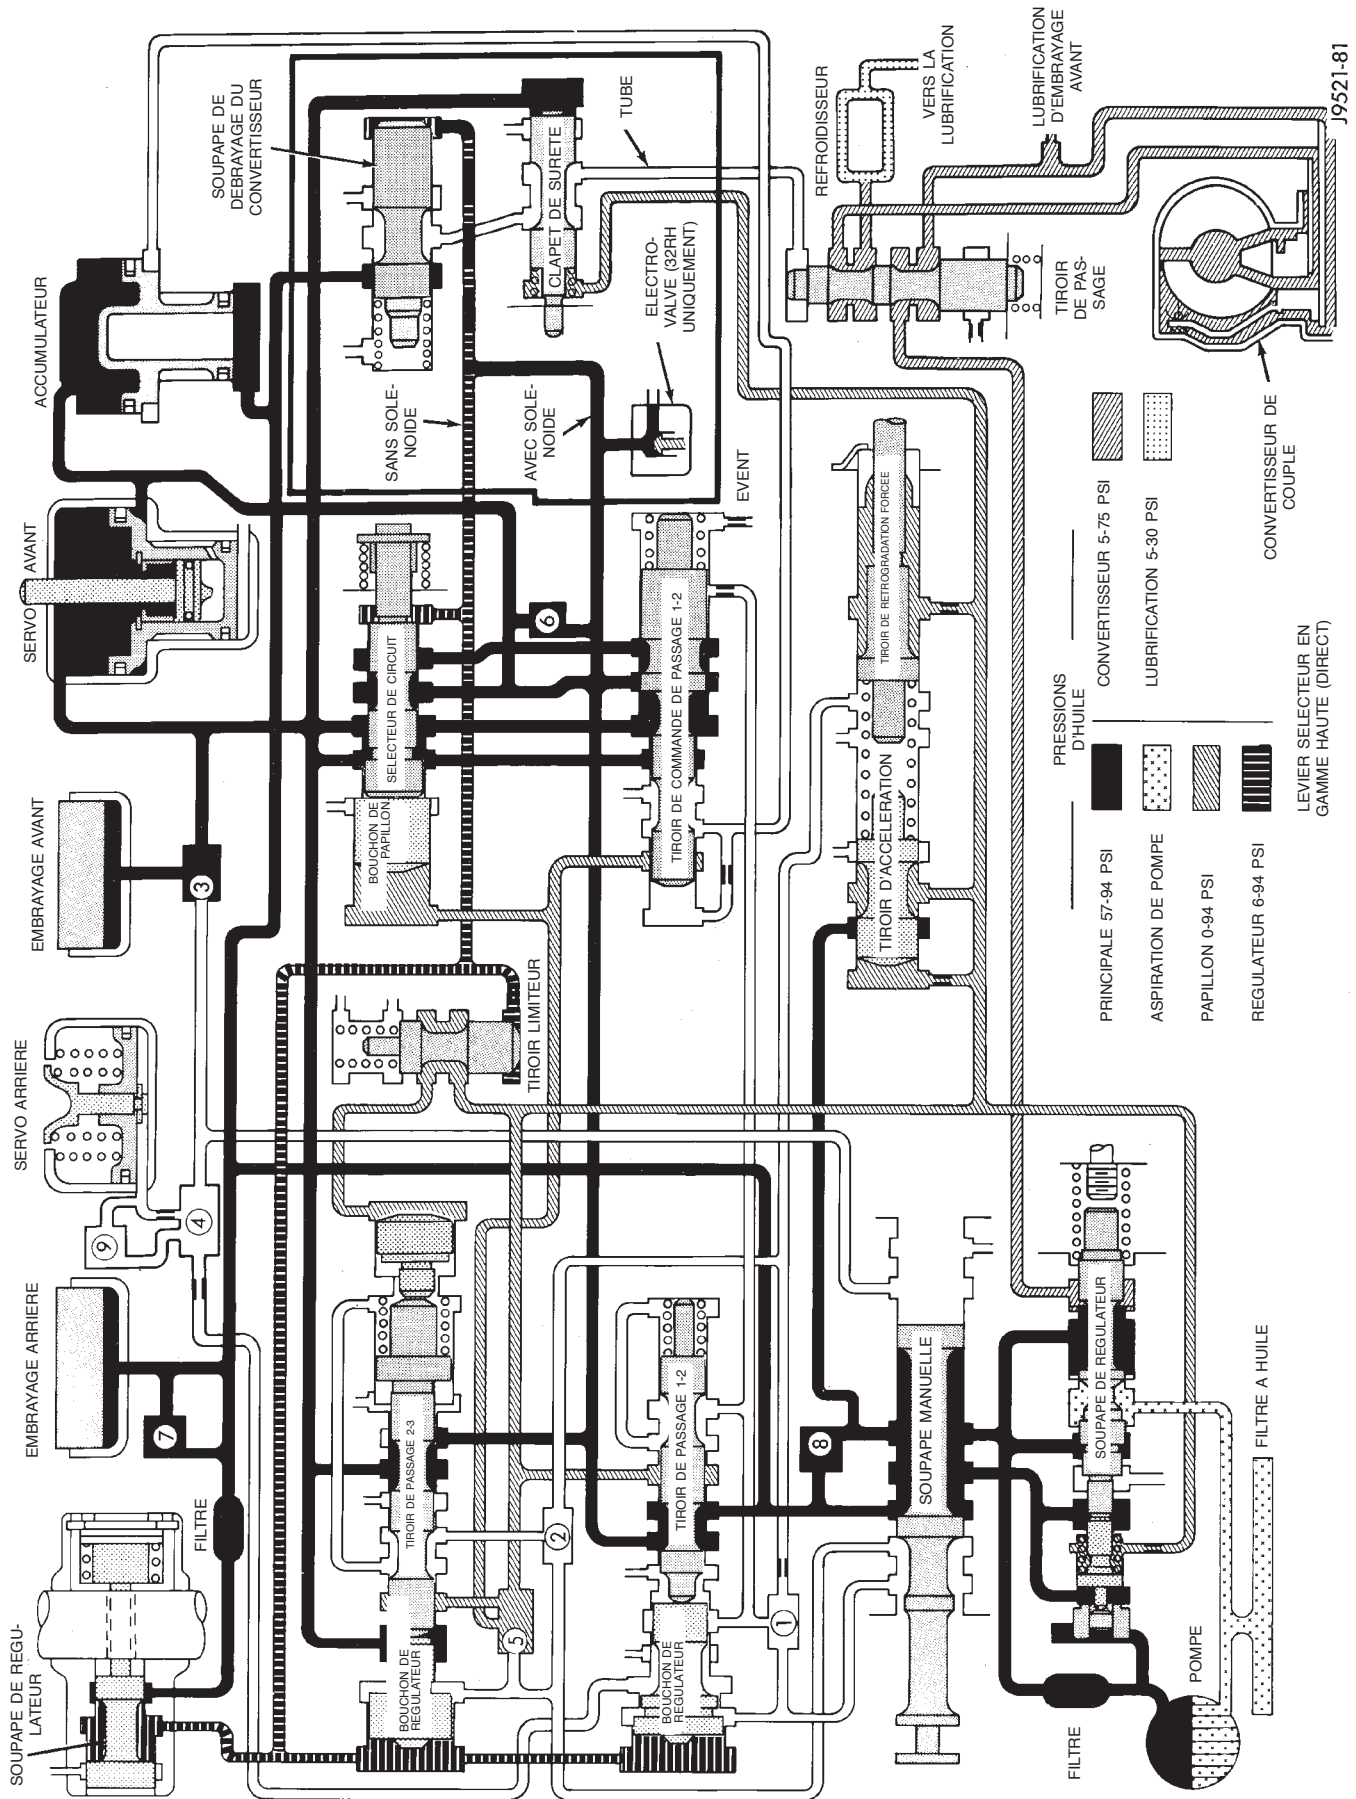 SOUPAPE DE REGU-
LATEUR
FILTRE
EMBRAYAGE ARRIERE
7
9
4
SERVO ARRIERE
EMBRAYAGE AVANT
3
SERVO AVANT
ACCUMULATEUR
SOUPAPE DE
DEBRAYAGE DU
CONVERTISSEUR
BOUCHON DE
REGULATEUR
TIROIR DE PASSAGE 2-3
5
2
TIROIR LIMITEUR
BOUCHON DE
PAPILLON
SELECTEUR DE CIRCUIT
SANS SOLE-
NOIDE
AVEC SOLE-
NOIDE
6
CLAPET DE SURETE
TUBE
ELECTRO-
VALVE (32RH
UNIQUEMENT)
EVENT
BOUCHON DE
REGULATEUR
TIROIR DE PASSAGE 1-2
1
8
TIROIR DE COMMANDE DE PASSAGE 1-2
TIROIR D'ACCELERATION
TIROIR DE RETROGRADATION FORCEE
REFROIDISSEUR
VERS LA
LUBRIFICATION
LUBRIFICATION
D'EMBRAYAGE
AVANT
TIROIR
DE PAS-
SAGE
SOUPAPE MANUELLE
SOUPAPE DE REGULATEUR
FILTRE
POMPE
FILTRE A HUILE
PRESSIONS
D'HUILE
PRINCIPALE 57-94 PSI
ASPIRATION DE POMPE
PAPILLON 0-94 PSI
REGULATEUR 6-94 PSI
CONVERTISSEUR 5-75 PSI
LUBRIFICATION 5-30 PSI
LEVIER SELECTEUR EN
GAMME HAUTE (DIRECT)
CONVERTISSEUR DE
COUPLE
J9521-81